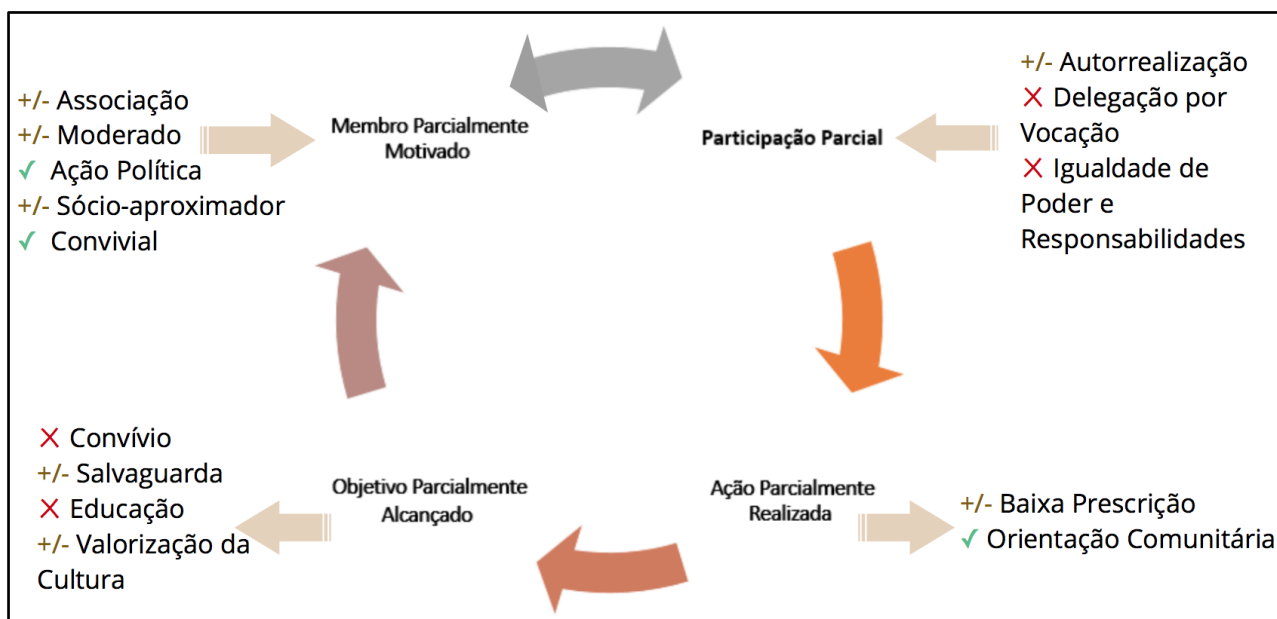 +/- Associação
+/- Moderado
✓ Ação Política
+/- Sócio-aproximador
✓ Convivial
Membro Parcialmente
Motivado
Participação Parcial
+/- Autorrealização
✕ Delegação por
Vocação
✕ Igualdade de
Poder e
Responsabilidades
✕ Convívio
+/- Salvaguarda
✕ Educação
+/- Valorização da
Cultura
Objetivo Parcialmente
Alcançado
Ação Parcialmente
Realizada
+/- Baixa Prescrição
✓ Orientação Comunitária